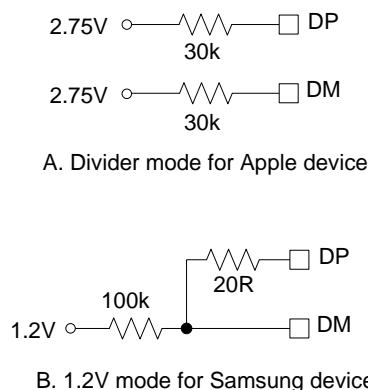 2.75V DP
30k
2.75V DM
30k
A. Divider mode for Apple device
DP
20R
100k
1.2V DM
B. 1.2V mode for Samsung device